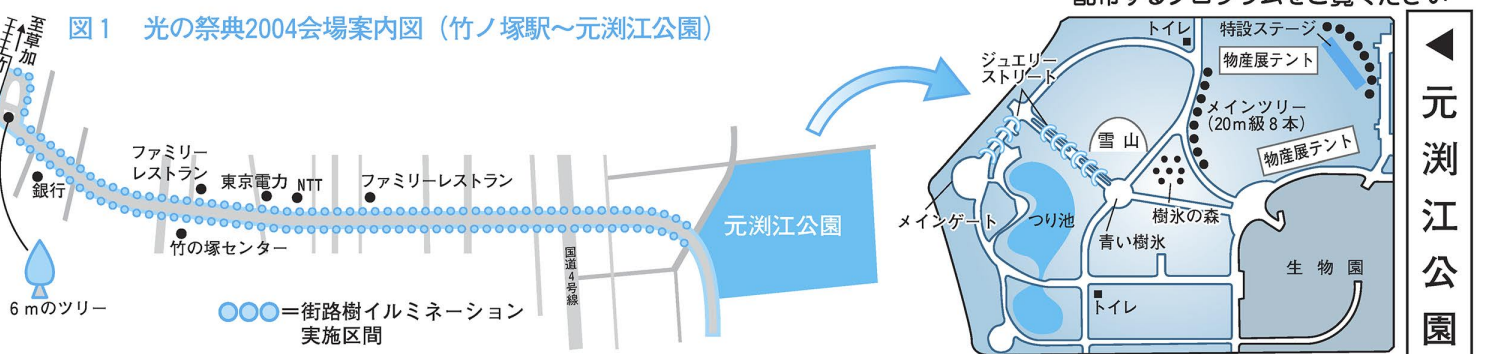 図1 光の祭典2004会場案内図(竹ノ塚駅〜元渕江公園)
至草加
銀行
6mのツリー
ファミリー
レストラン
東京電力
NTT
ファミリーレストラン
竹の塚センター
国道4号線
元渕江公園
=街路樹イルミネーション
実施区間
トイレ
特設ステージ
物産展テント
ジュエリー
ストリート
メインツリー
(20m級8本)
雪山
物産展テント
メインゲート
つり池
樹氷の森
青い樹氷
生物園
トイレ
◀元渕江公園